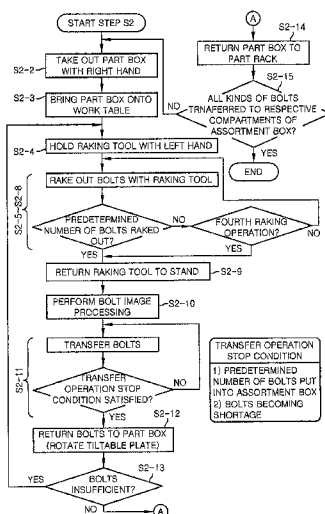 START STEP S2
S2-2
TAKE OUT PART BOX
WITH RIGHT HAND
S2-3
BRING PART BOX ONTO
WORK TABLE
S2-4
HOLD RAKING TOOL WITH LEFT HAND
S2-5~S2-8
RAKE OUT BOLTS WITH RAKING TOOL
PREDETERMINED
NUMBER OF BOLTS RAKED
OUT?
NO
YES
FOURTH RAKING
OPERATION?
NO
YES
RETURN RAKING TOOL TO STAND
S2-9
S2-10
PERFORM BOLT IMAGE
PROCESSING
S2-11
TRANSFER BOLTS
TRANSFER
OPERATION STOP
CONDITION SATISFIED?
NO
YES
S2-12
RETURN BOLTS TO PART BOX
(ROTATE TILTABLE PLATE)
S2-13
BOLTS
INSUFFICIENT?
YES
NO
A
A
S2-14
RETURN PART BOX TO
PART RACK
S2-15
ALL KINDS OF BOLTS
TRNAFERRED TO RESPECTIVE
COMPARTMENTS OF
ASSORTMENT BOX?
NO
YES
END
TRANSFER OPERATION
STOP CONDITION
1) PREDETERMINED
NUMBER OF BOLTS PUT
INTO ASSORTMENT BOX
2) BOLTS BECOMING
SHORTAGE